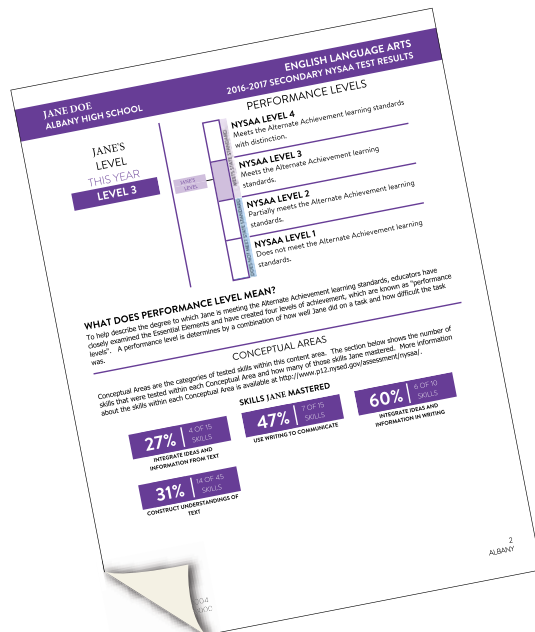 ENGLISH LANGUAGE ARTS
2016-2017 SECONDARY NYSAA TEST RESULTS
JANE DOE
ALBANY HIGH SCHOOL
PERFORMANCE LEVELS
JANE'S
LEVEL
THIS YEAR
LEVEL 3
JANE'S
LEVEL
NYSAA LEVEL 4
Meets the Alternate Achievement learning standards
with distinction.
NYSAA LEVEL 3
Meets the Alternate Achievement learning
standards.
NYSAA LEVEL 2
Partially meets the Alternate Achievement learning
standards.
NYSAA LEVEL 1
Does not meet the Alternate Achievement learning
standards.
WHAT DOES PERFORMANCE LEVEL MEAN?
To help describe the degree to which Jane is meeting the Alternate Achievement learning standards, educators have
closely examined the Essential Elements and have created four levels of achievement, which are known as "performance
levels". A performance level is determines by a combination of how well Jane did on a task and how difficult the task
was.
CONCEPTUAL AREAS
Conceptual Areas are the categories of tested skills within this content area. The section below shows the number of
skills that were tested within each Conceptual Area and how many of those skills Jane mastered. More information
about the skills within each Conceptual Area is available at http://www.p12.nysed.gov/assessment/nysaa/.
SKILLS JANE MASTERED
27%
4 OF 15
SKILLS
INTEGRATE IDEAS AND
INFORMATION FROM TEXT
47%
7 OF 15
SKILLS
USE WRITING TO COMMUNICATE
60%
6 OF 10
SKILLS
INTEGRATE IDEAS AND
INFORMATION IN WRITING
31%
14 OF 45
SKILLS
CONSTRUCT UNDERSTANDINGS OF
TEXT
2
ALBANY